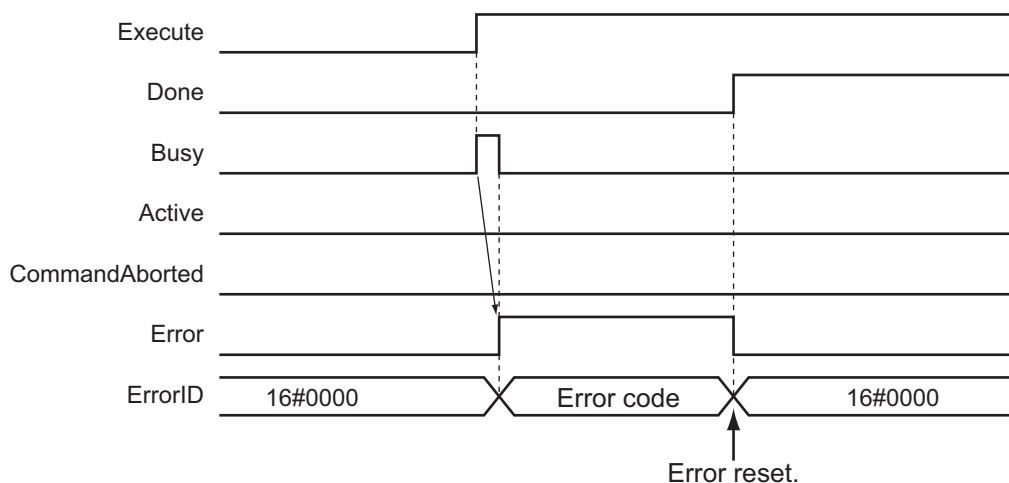 Execute
Done
Busy
Active
CommandAborted
Error
ErrorID
16#0000
Error code
16#0000
Error reset.